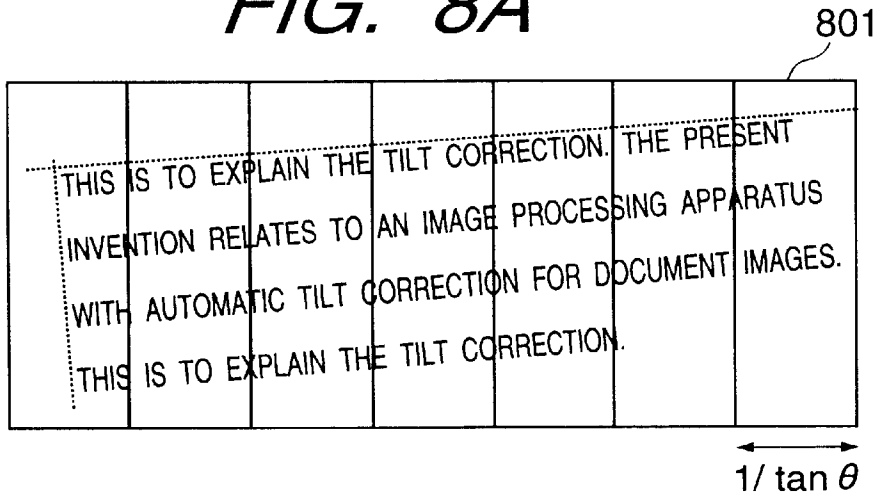 FIG. 8A
801
THIS IS TO EXPLAIN THE TILT CORRECTION. THE PRESENT
INVENTION RELATES TO AN IMAGE PROCESSING APPARATUS
WITH AUTOMATIC TILT CORRECTION FOR DOCUMENT IMAGES.
THIS IS TO EXPLAIN THE TILT CORRECTION.
1/ tan θ